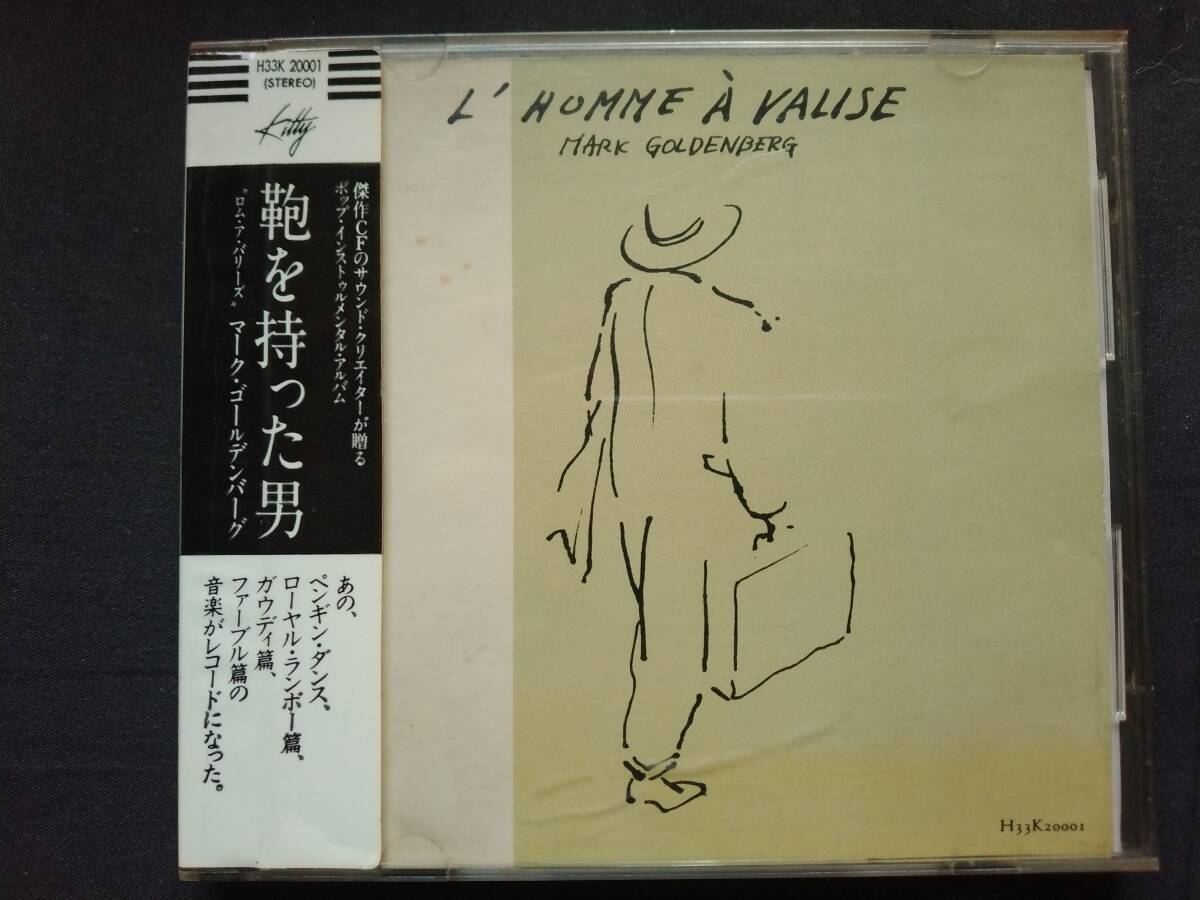 H33K 20001
(STEREO)
Kitty
傑作CFのサウンド・クリエイターが贈る
ポップ・インストゥルメンタル・アルバム
鞄を持った男
"ロム・ア・バリーズ" マーク・ゴールデンバーグ
あの、
ペンギン・ダンス、
ローヤル・ランボー篇、
ガウディ篇、
ファーブル篇の
音楽がレコードになった。
L' HOMME À VALISE
MARK GOLDENBERG
H33K20001